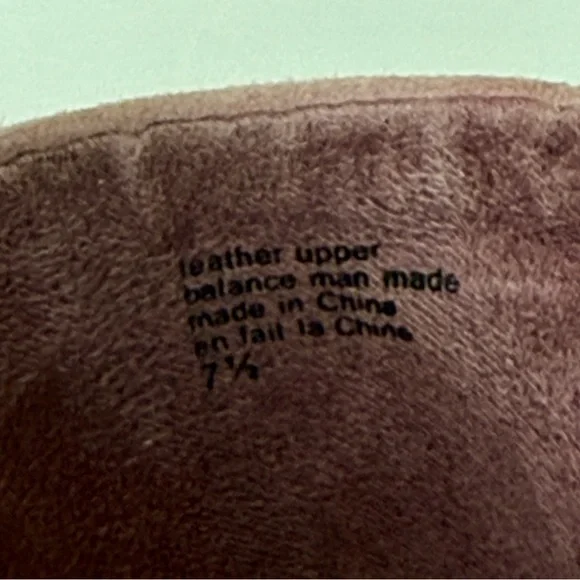 leather upper
balance man made
made in China
en fait la Chine
7 ½